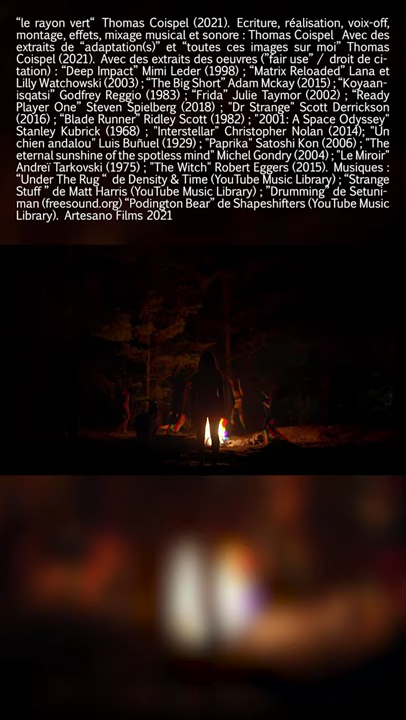 “le rayon vert“ Thomas Coispel (2021). Ecriture, réalisation, voix-off,
montage, effets, mixage musical et sonore : Thomas Coispel Avec des
extraits de “adaptation(s)” et “toutes ces images sur moi” Thomas
Coispel (2021). Avec des extraits des oeuvres (”fair use” / droit de ci-
tation) : “Deep Impact” Mimi Leder (1998) ; “Matrix Reloaded” Lana et
Lilly Watchowski (2003) ; "The Big Short" Adam Mckay (2015) ; “Koyaan-
isqatsi” Godfrey Reggio (1983) ; “Frida” Julie Taymor (2002) ; “Ready
Player One” Steven Spielberg (2018) ; "Dr Strange" Scott Derrickson
(2016) ; “Blade Runner” Ridley Scott (1982) ; "2001: A Space Odyssey"
Stanley Kubrick (1968) ; "Interstellar" Christopher Nolan (2014); "Un
chien andalou" Luis Buñuel (1929) ; "Paprika" Satoshi Kon (2006) ; "The
eternal sunshine of the spotless mind" Michel Gondry (2004) ; "Le Miroir"
Andreï Tarkovski (1975) ; "The Witch" Robert Eggers (2015). Musiques :
“Under The Rug “ de Density & Time (YouTube Music Library) ; “Strange
Stuff ” de Matt Harris (YouTube Music Library) ; “Drumming” de Setuni-
man (freesound.org) “Podington Bear” de Shapeshifters (YouTube Music
Library). Artesano Films 2021